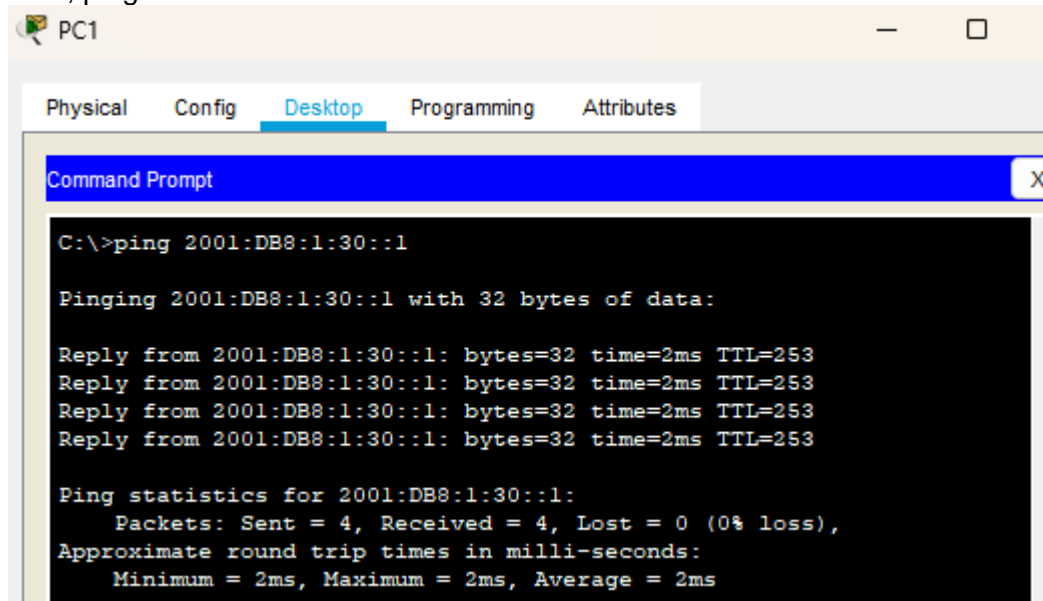 PC1
Physical Config Desktop Programming Attributes
Command Prompt X
C:\>ping 2001:DB8:1:30::1
Pinging 2001:DB8:1:30::1 with 32 bytes of data:
Reply from 2001:DB8:1:30::1: bytes=32 time=2ms TTL=253
Reply from 2001:DB8:1:30::1: bytes=32 time=2ms TTL=253
Reply from 2001:DB8:1:30::1: bytes=32 time=2ms TTL=253
Reply from 2001:DB8:1:30::1: bytes=32 time=2ms TTL=253
Ping statistics for 2001:DB8:1:30::1:
Packets: Sent = 4, Received = 4, Lost = 0 (0% loss),
Approximate round trip times in milli-seconds:
Minimum = 2ms, Maximum = 2ms, Average = 2ms